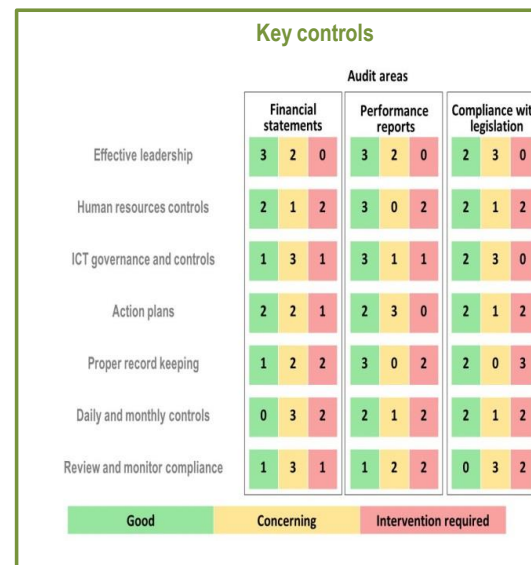 Key controls
Audit areas
Financial statements
Performance reports
Compliance wit legislation
Effective leadership 3 2 0 3 2 0 2 3 0
Human resources controls 2 1 2 3 0 2 2 1 2
ICT governance and controls 1 3 1 3 1 1 2 3 0
Action plans 2 2 1 2 3 0 2 1 2
Proper record keeping 1 2 2 3 0 2 2 0 3
Daily and monthly controls 0 3 2 2 1 2 2 1 2
Review and monitor compliance 1 3 1 1 2 2 0 3 2
Good Concerning Intervention required